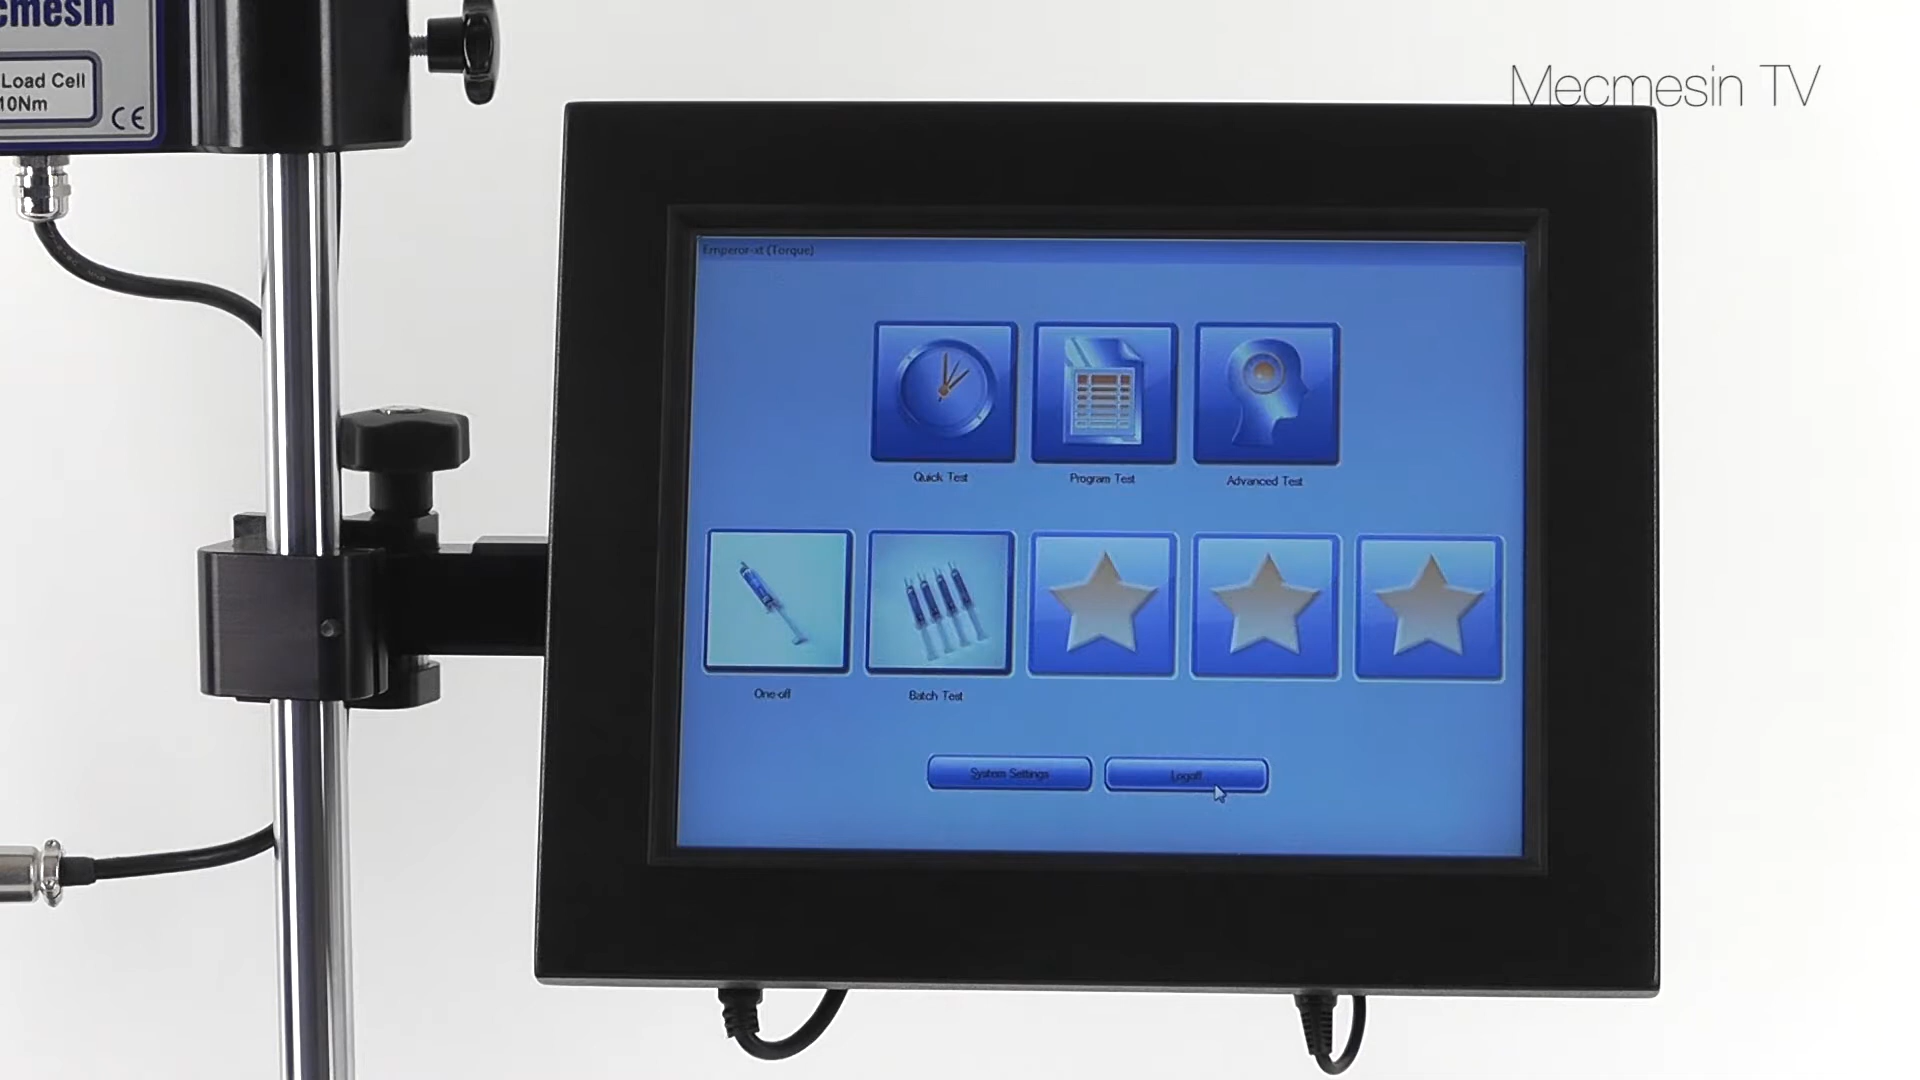 Load Cell
10Nm
CE
Mecmesin TV
Emperor-xt (Torque)
Quick Test
Program Test
Advanced Test
One-off
Batch Test
System Settings
Logoff